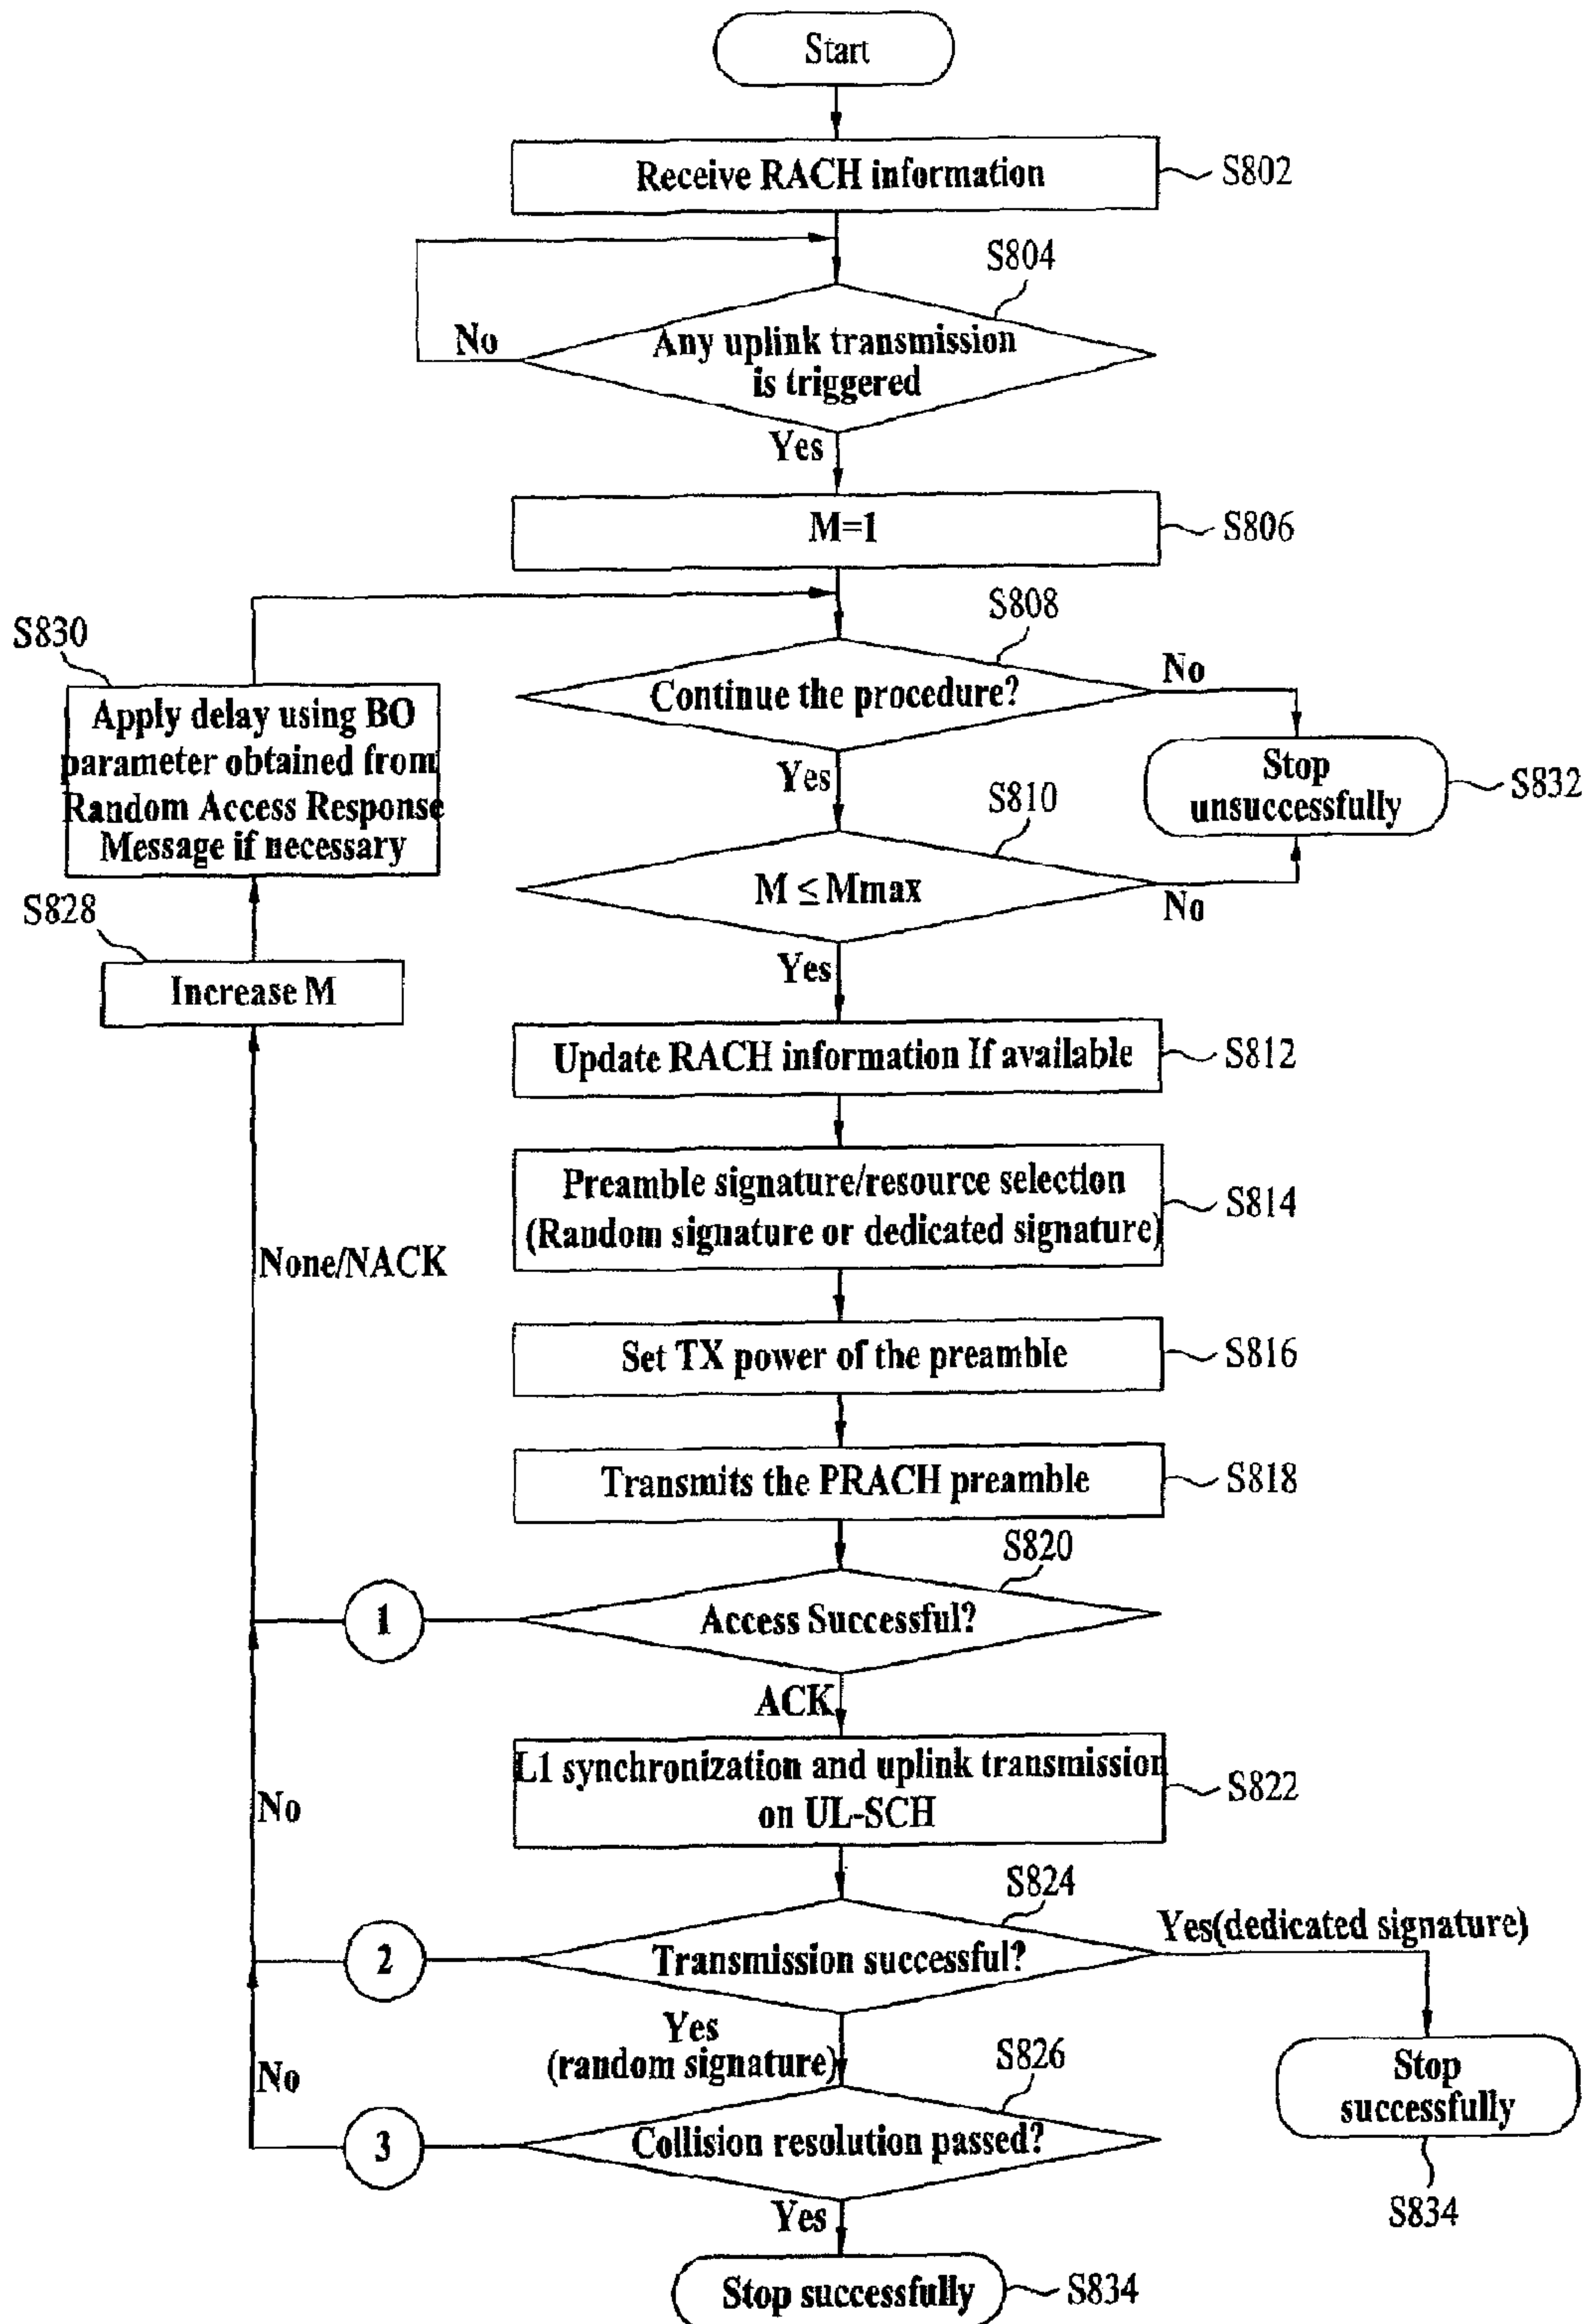 Start
Receive RACH information
S802
S804
No
Any uplink transmission
is triggered
Yes
M=1
S806
S830
Apply delay using BO
parameter obtained from
Random Access Response
Message if necessary
S808
Continue the procedure?
No
Stop
unsuccessfully
S832
Yes
S810
M ≤ Mmax
No
S828
Increase M
Yes
Update RACH information If available
S812
Preamble signature/resource selection
(Random signature or dedicated signature)
S814
None/NACK
Set TX power of the preamble
S816
Transmits the PRACH preamble
S818
S820
1
Access Successful?
ACK
L1 synchronization and uplink transmission
on UL-SCH
S822
No
S824
2
Transmission successful?
Yes(dedicated signature)
Yes
(random signature)
S826
No
Stop
successfully
S834
3
Collision resolution passed?
Yes
Stop successfully
S834